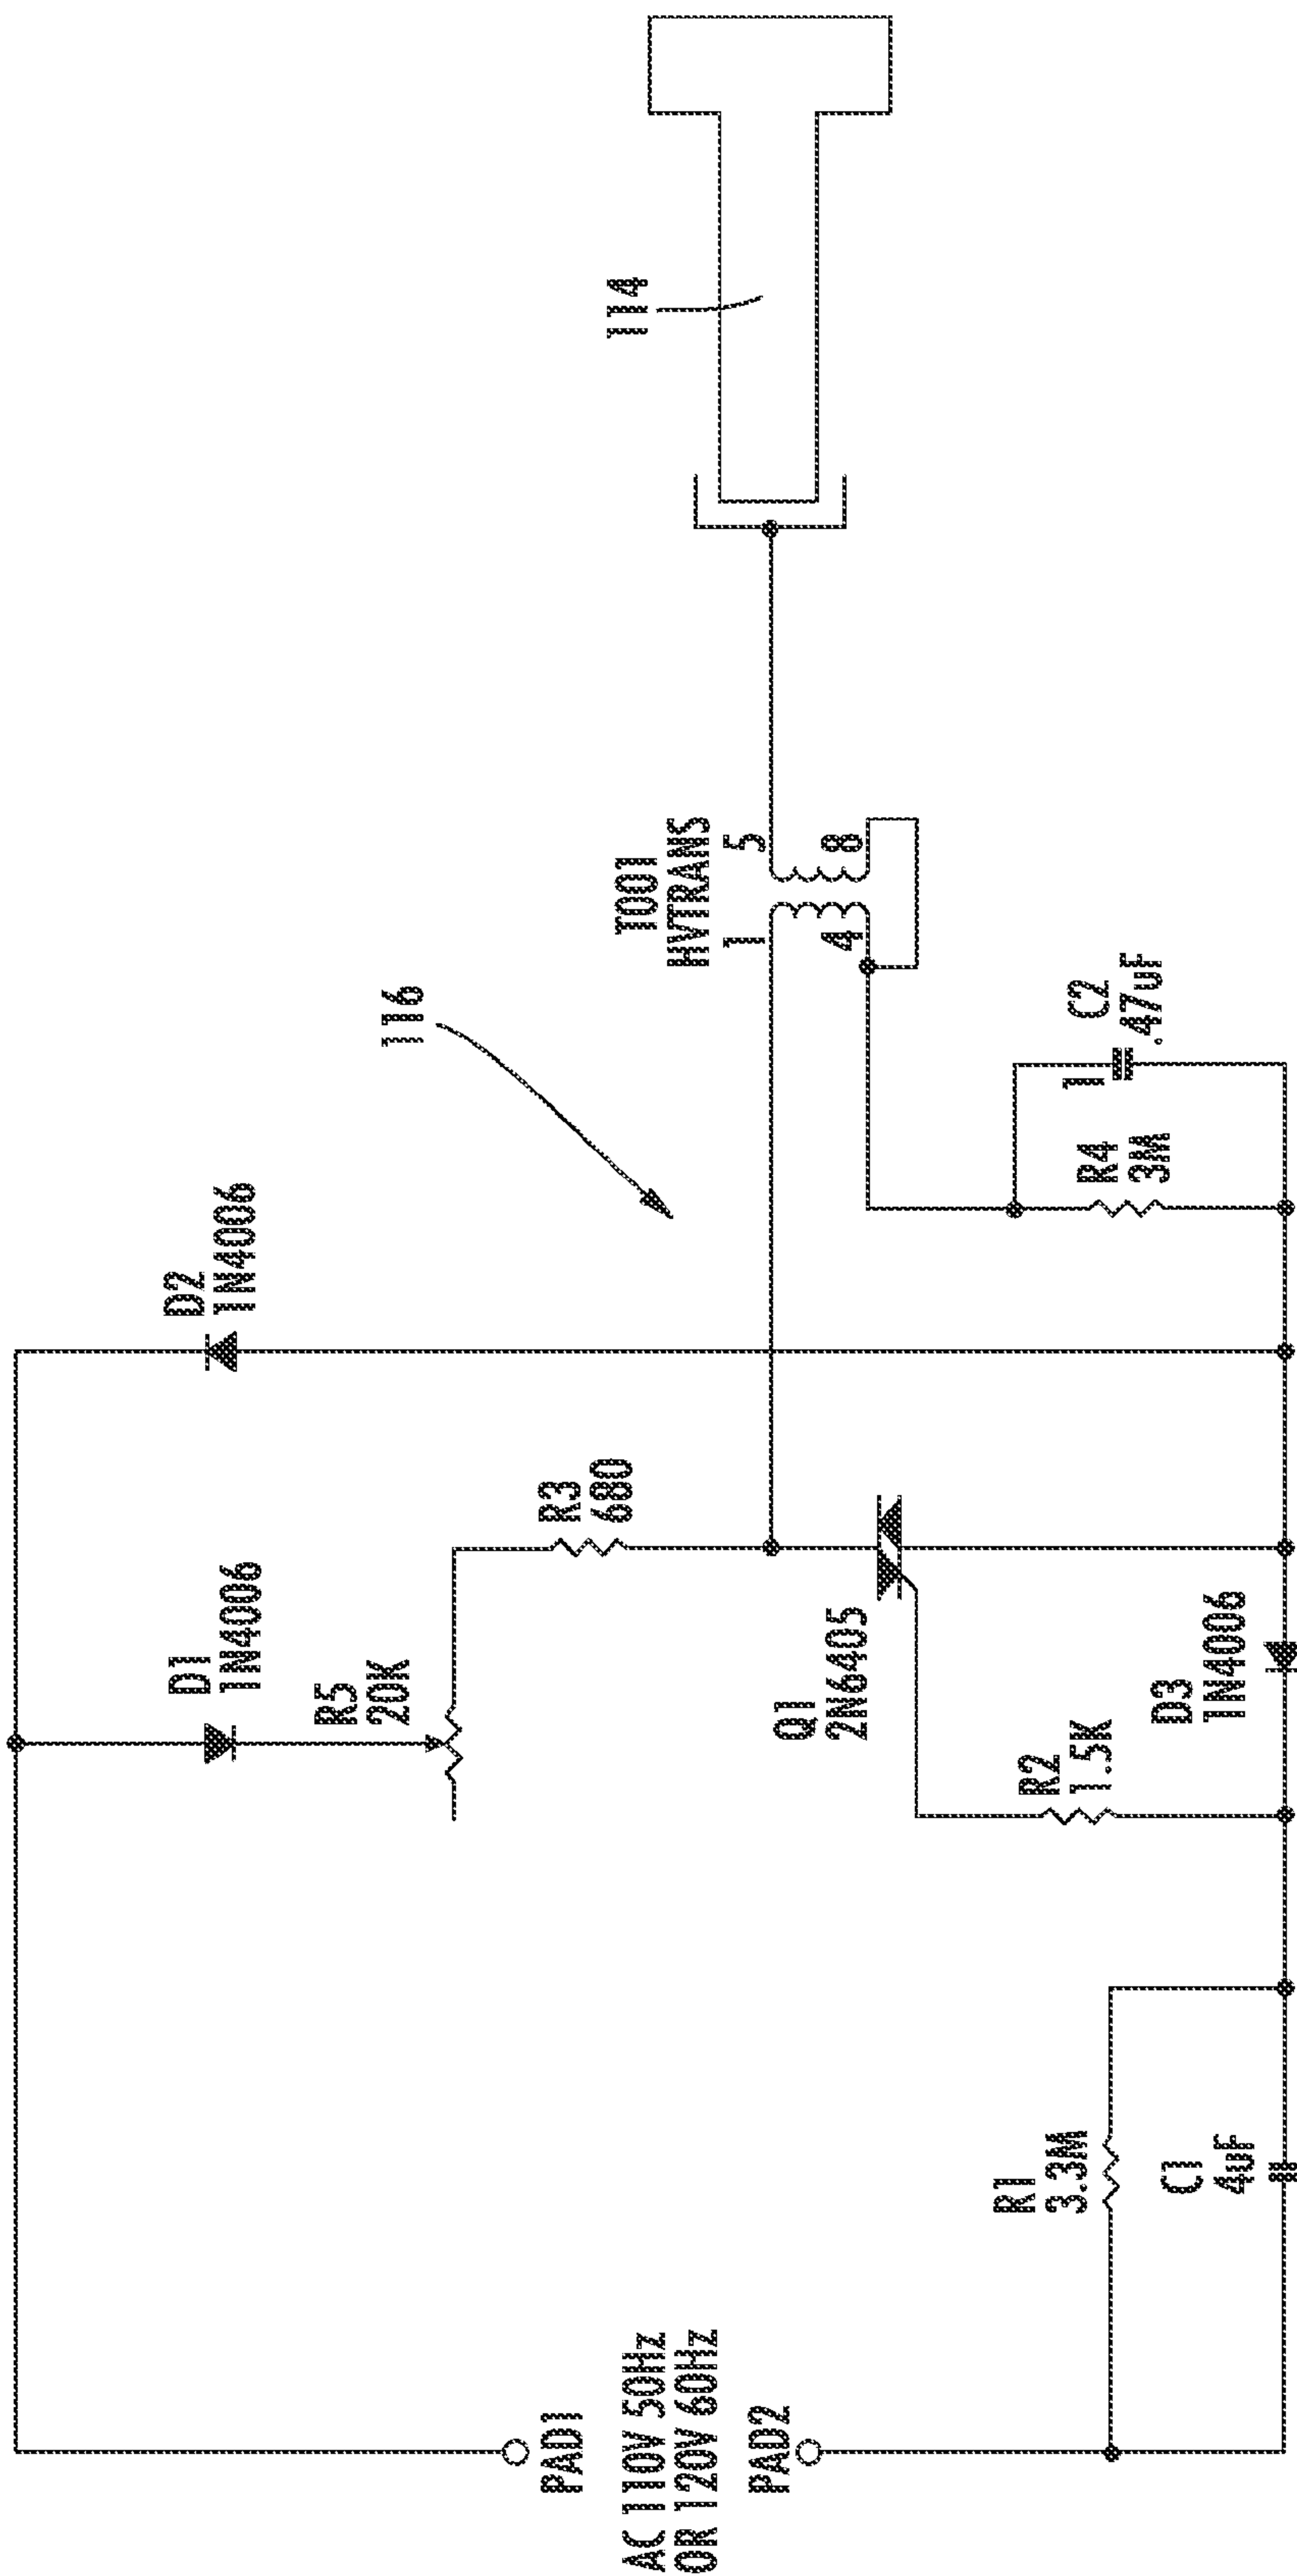 D2
1N4006
D1
1N4006
R5
20K
116
R3
680
T001
HVTRANS
1
5
4
8
114
PAD1
AC 110V 50Hz
OR 120V 60Hz
PAD2
Q1
2N6405
R1
3.3M
C1
4uF
R2
1.5K
D3
1N4006
R4
3M
1
C2
.47uF